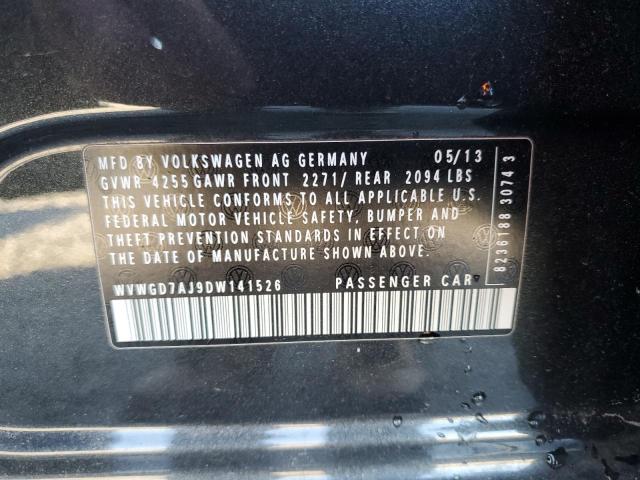 MFD BY VOLKSWAGEN AG GERMANY 05/13
GVWR 4255 GAWR FRONT 2271/ REAR 2094 LBS
THIS VEHICLE CONFORMS TO ALL APPLICABLE U.S.
FEDERAL MOTOR VEHICLE SAFETY, BUMPER AND
THEFT PREVENTION STANDARDS IN EFFECT ON
DATE OF MANUFACTURE SHOWN ABOVE.
WVWGD7AJ9DW141526 PASSENGER CAR
8236188 3074 3